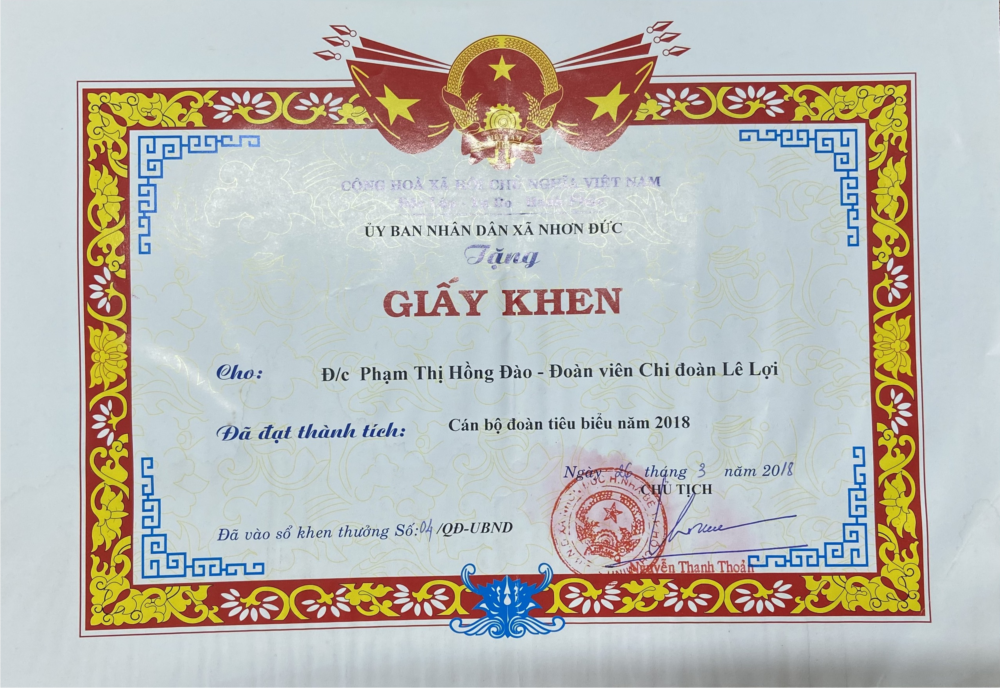 CỘNG HOÀ XÃ HỘI CHỦ NGHĨA VIỆT NAM
ỦY BAN NHÂN DÂN XÃ NHƠN ĐỨC
Tặng
GIẤY KHEN
Cho: Đ/c Phạm Thị Hồng Đào - Đoàn viên Chi đoàn Lê Lợi
Đã đạt thành tích: Cán bộ đoàn tiêu biểu năm 2018
Ngày 26 tháng 3 năm 2018
CHỦ TỊCH
Đã vào sổ khen thưởng Số: 04/QĐ-UBND
Nguyễn Thanh Thoản